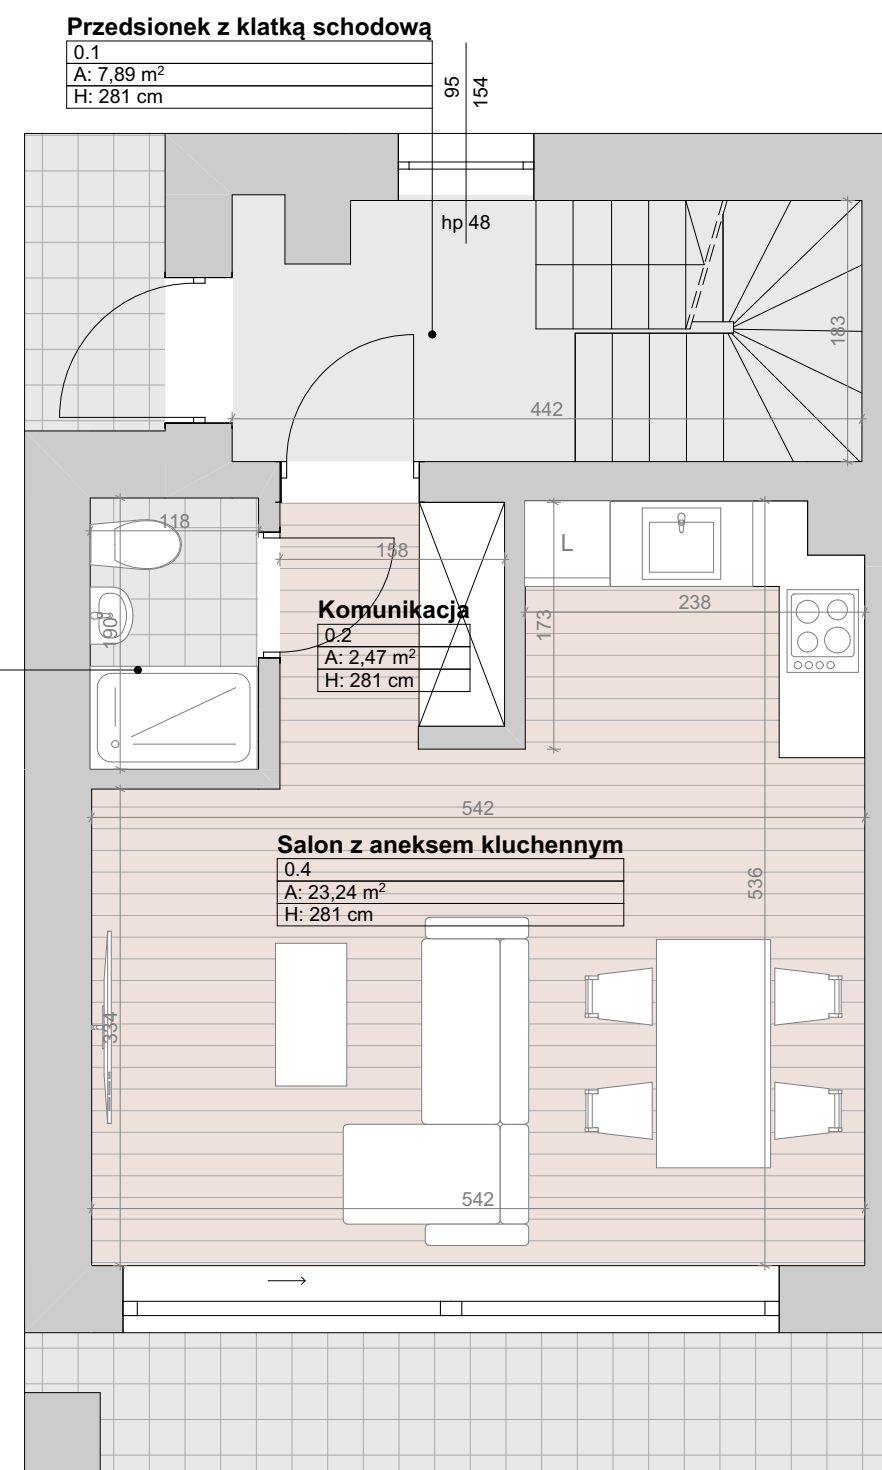 Przedsionek z klatką schodową
0.1
A: 7,89 m²
H: 281 cm
95
154
hp 48
183
442
118
158
L
238
173
190
Komunikacja
0.2
A: 2,47 m²
H: 281 cm
542
Salon z aneksem kluchennym
0.4
A: 23,24 m²
H: 281 cm
536
334
542